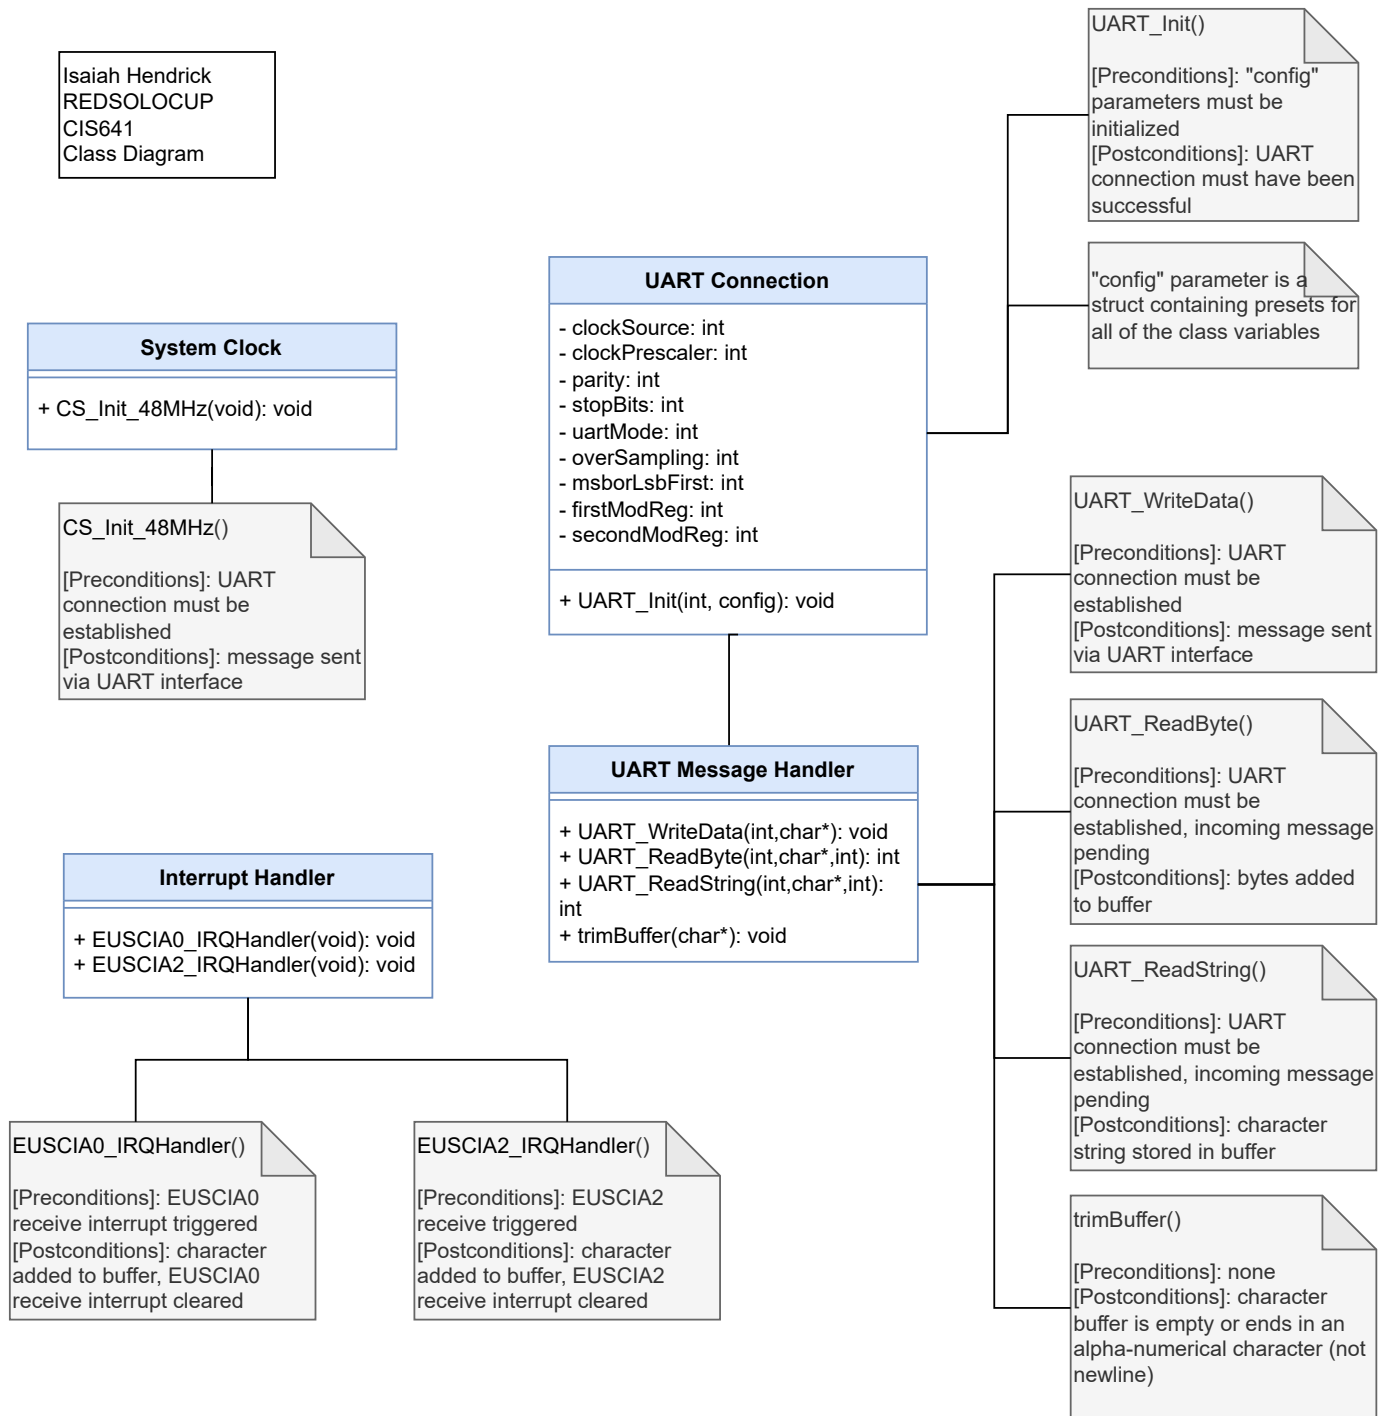 Isaiah Hendrick
REDSOLOCUP
CIS641
Class Diagram
UART_Init()
[Preconditions]: "config"
parameters must be
initialized
[Postconditions]: UART
connection must have been
successful
"config" parameter is a
struct containing presets for
all of the class variables
UART Connection
- clockSource: int
- clockPrescaler: int
- parity: int
- stopBits: int
- uartMode: int
- overSampling: int
- msborLsbFirst: int
- firstModReg: int
- secondModReg: int
+ UART_Init(int, config): void
System Clock
+ CS_Init_48MHz(void): void
CS_Init_48MHz()
[Preconditions]: UART
connection must be
established
[Postconditions]: message sent
via UART interface
UART_WriteData()
[Preconditions]: UART
connection must be
established
[Postconditions]: message sent
via UART interface
UART_ReadByte()
[Preconditions]: UART
connection must be
established, incoming message
pending
[Postconditions]: bytes added
to buffer
UART Message Handler
+ UART_WriteData(int,char*): void
+ UART_ReadByte(int,char*,int): int
+ UART_ReadString(int,char*,int):
int
+ trimBuffer(char*): void
Interrupt Handler
+ EUSCIA0_IRQHandler(void): void
+ EUSCIA2_IRQHandler(void): void
UART_ReadString()
[Preconditions]: UART
connection must be
established, incoming message
pending
[Postconditions]: character
string stored in buffer
EUSCIA0_IRQHandler()
[Preconditions]: EUSCIA0
receive interrupt triggered
[Postconditions]: character
added to buffer, EUSCIA0
receive interrupt cleared
EUSCIA2_IRQHandler()
[Preconditions]: EUSCIA2
receive triggered
[Postconditions]: character
added to buffer, EUSCIA2
receive interrupt cleared
trimBuffer()
[Preconditions]: none
[Postconditions]: character
buffer is empty or ends in an
alpha-numerical character (not
newline)